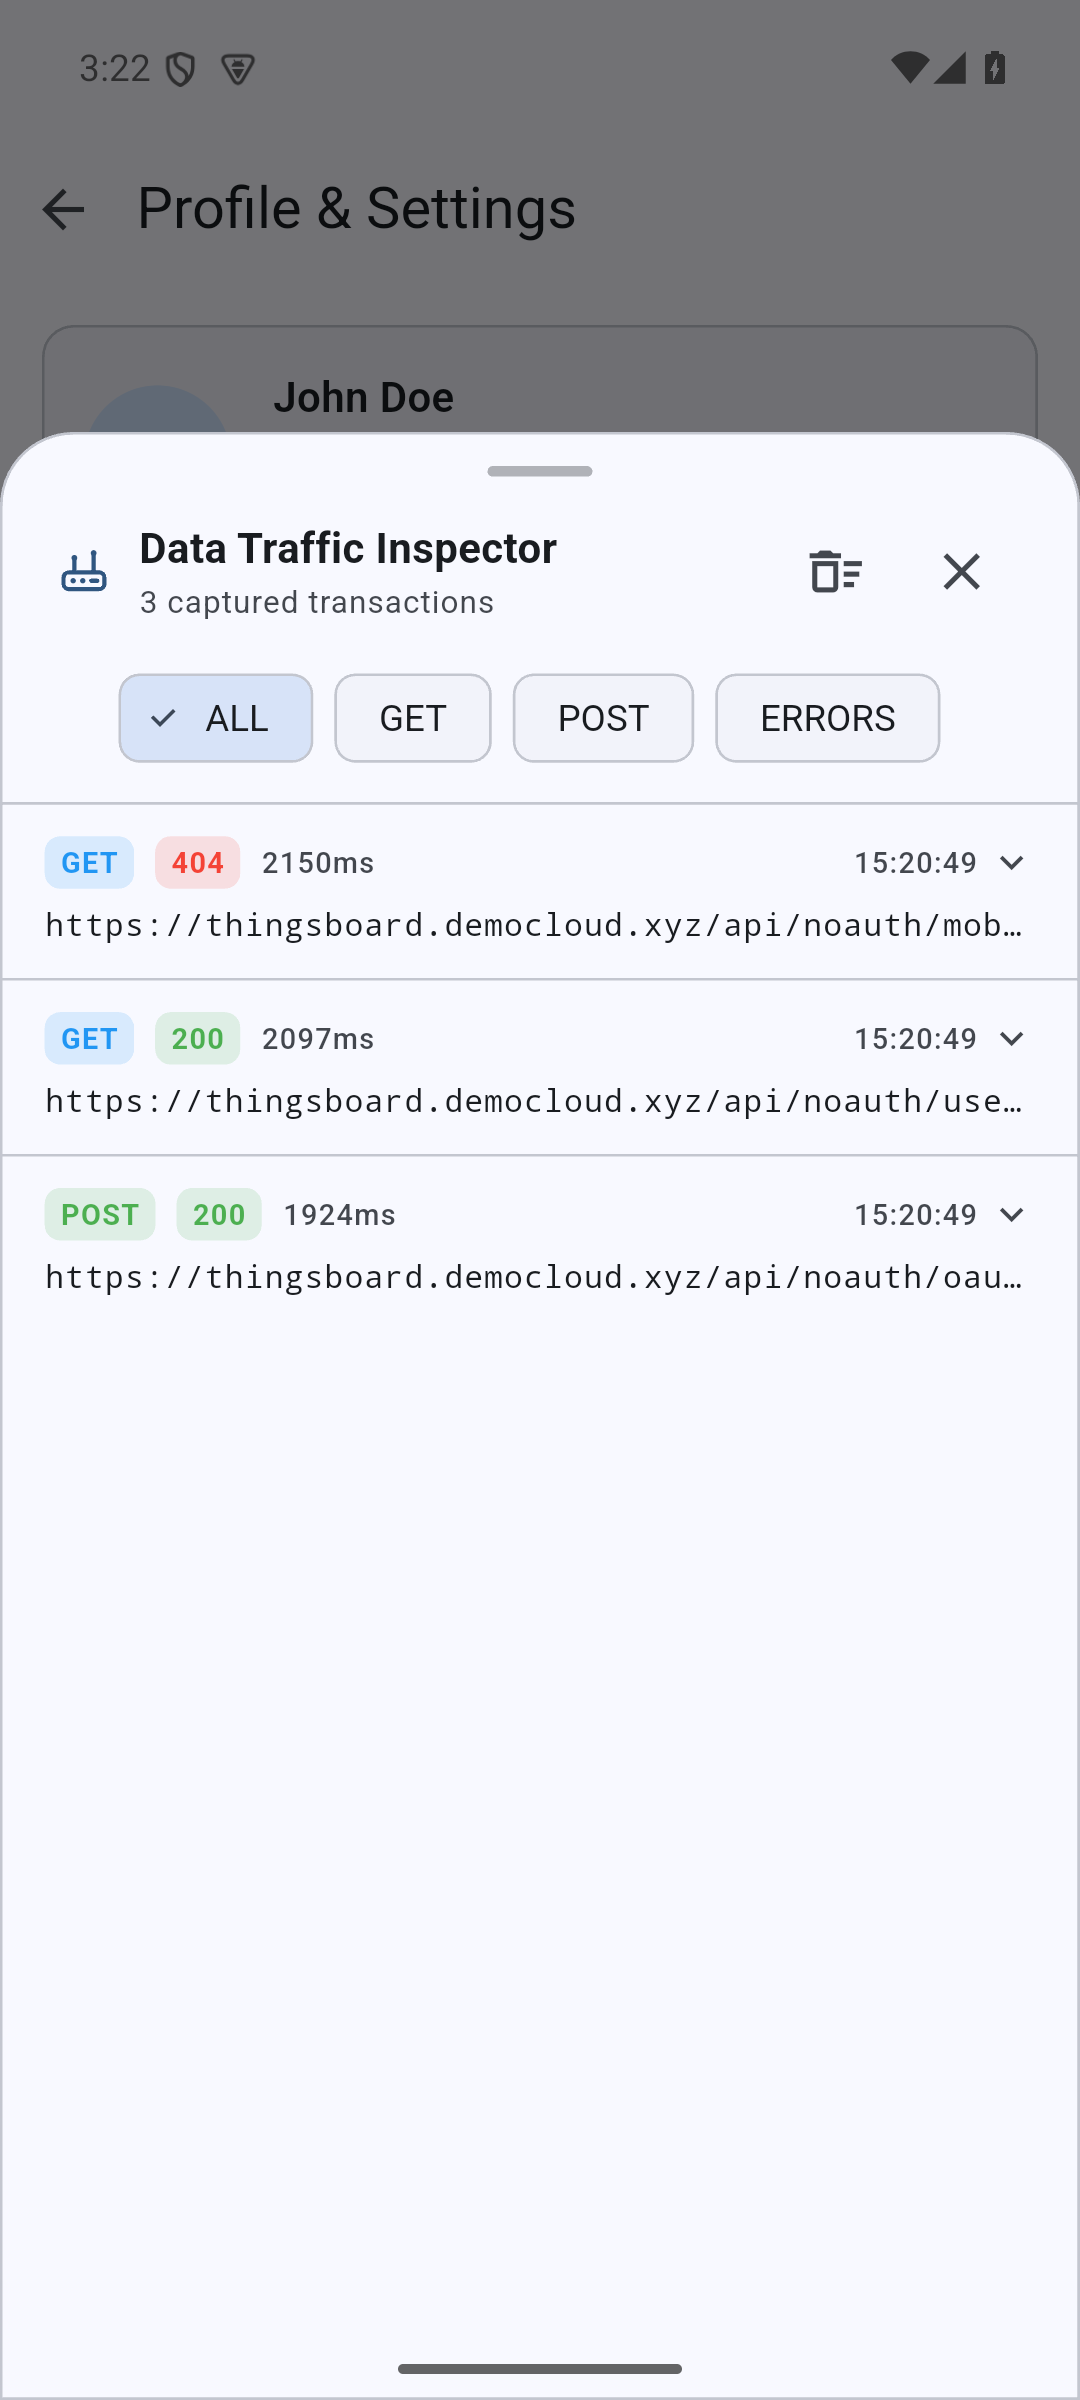 3:22
Profile & Settings
John Doe
Data Traffic Inspector
3 captured transactions
ALL GET POST ERRORS
GET 404 2150ms 15:20:49
https://thingsboard.democloud.xyz/api/noauth/mob…
GET 200 2097ms 15:20:49
https://thingsboard.democloud.xyz/api/noauth/use…
POST 200 1924ms 15:20:49
https://thingsboard.democloud.xyz/api/noauth/oau…